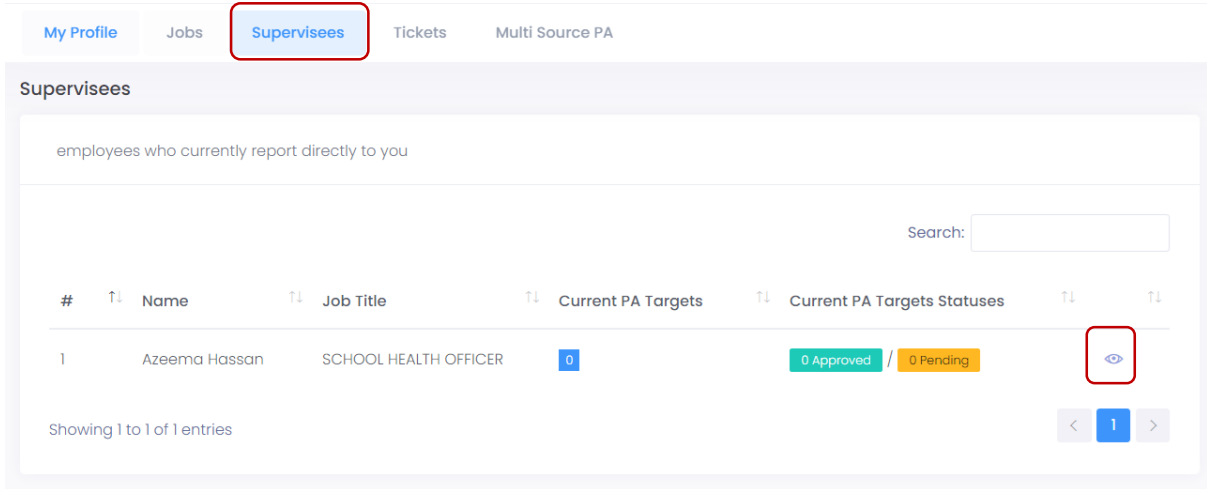 My Profile Jobs Supervisees Tickets Multi Source PA
Supervisees
employees who currently report directly to you
Search:
# Name Job Title Current PA Targets Current PA Targets Statuses
1 Azeema Hassan SCHOOL HEALTH OFFICER 0 0 Approved / 0 Pending
Showing 1 to 1 of 1 entries < 1 >